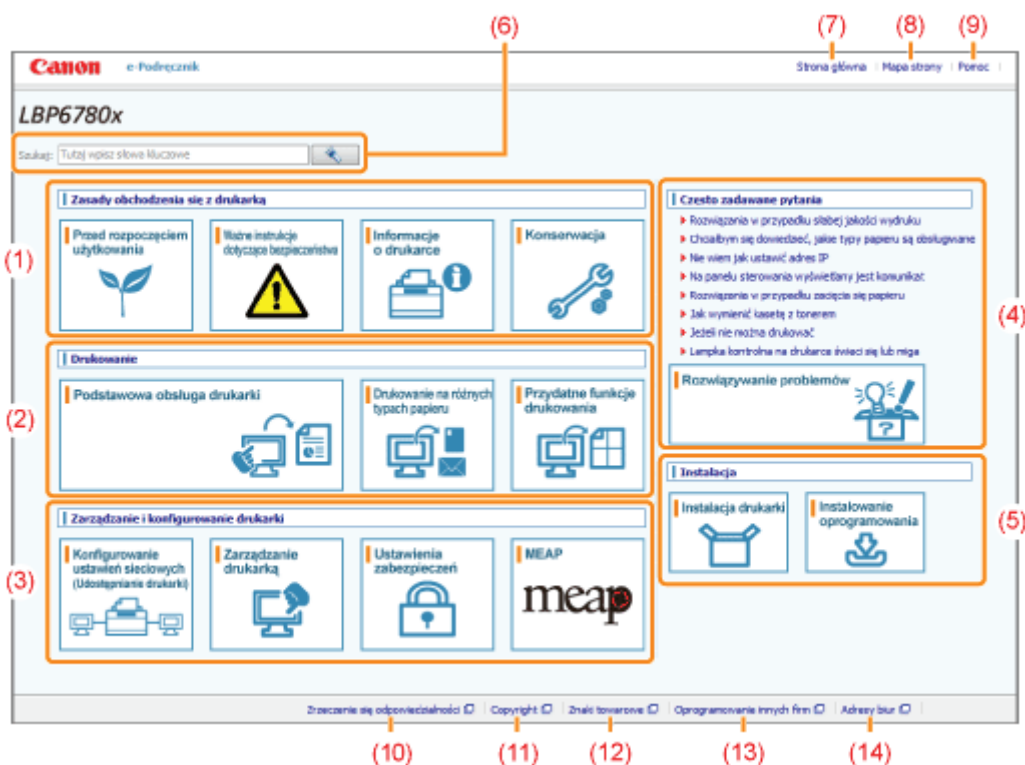 (6)
(7)
(8)
(9)
Canon e-Podręcznik
Strona główna
Mapa strony
Pomoc
LBP6780x
Szukaj:
Tutaj wpisz słowa kluczowe
(1)
Zasady obchodzenia się z drukarką
Przed rozpoczęciem
użytkowania
Ważne instrukcje
dotyczące bezpieczeństwa
Informacje
o drukarce
Konserwacja
(2)
Drukowanie
Podstawowa obsługa drukarki
Drukowanie na różnych
typach papieru
Przydatne funkcje
drukowania
(3)
Zarządzanie i konfigurowanie drukarki
Konfigurowanie
ustawień sieciowych
(Udostępnianie drukarki)
Zarządzanie
drukarką
Ustawienia
zabezpieczeń
MEAP
meap
(4)
Często zadawane pytania
Rozwiązania w przypadku słabej jakości wydruku
Chciałbym się dowiedzieć, jakie typy papieru są obsługiwane
Nie wiem jak ustawić adres IP
Na panelu sterowania wyświetlany jest komunikat
Rozwiązania w przypadku zacięcia się papieru
Jak wymienić kasetę z tonerem
Jeżeli nie można drukować
Lampka kontrolna na drukarce świeci się lub miga
Rozwiązywanie problemów
?
(5)
Instalacja
Instalacja drukarki
Instalowanie
oprogramowania
Zrzeczenie się odpowiedzialności
Copyright
Znaki towarowe
Oprogramowanie innych firm
Adresy biur
(10)
(11)
(12)
(13)
(14)